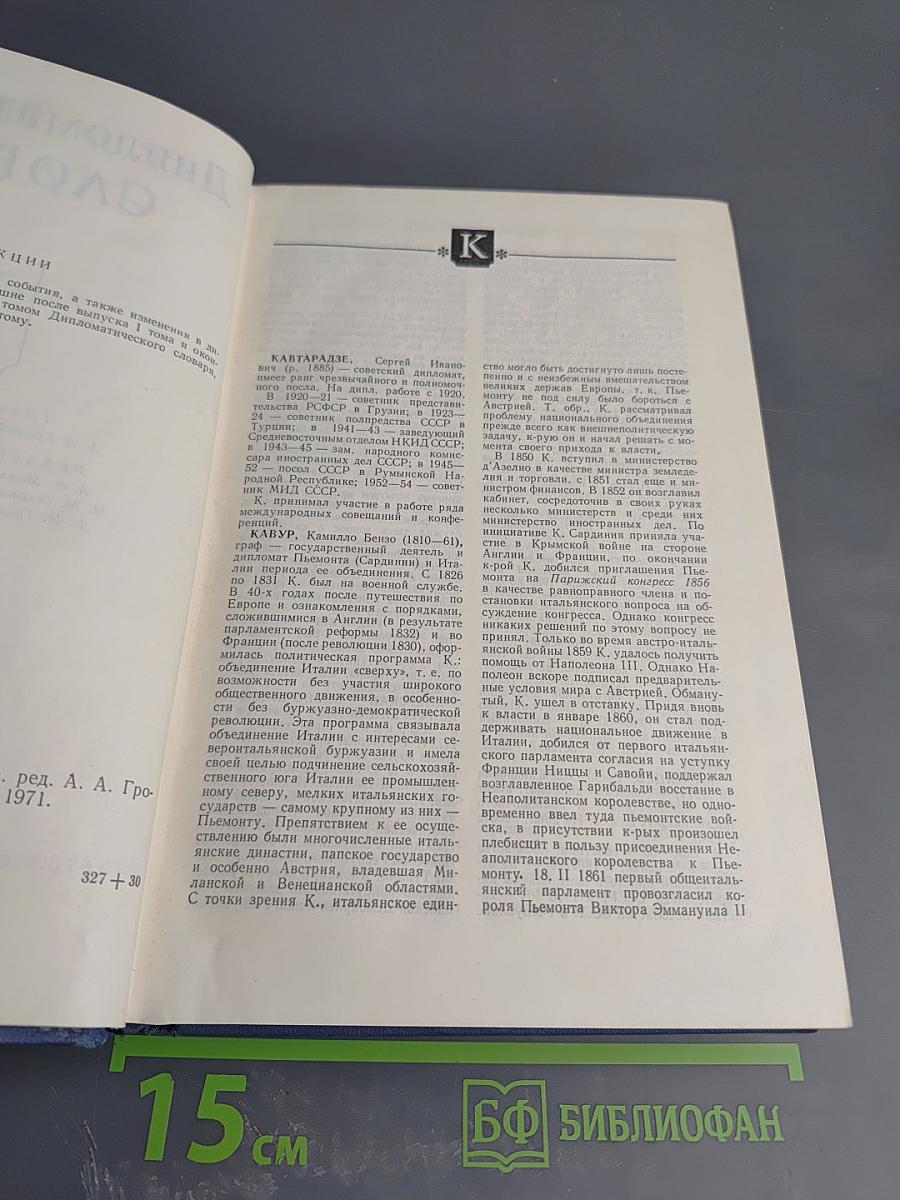 КЦИИ
события, а также изменения в ди-
шие после выпуска I тома и окон-
томом Дипломатического словаря,
тому.
ред. А. А. Гро-
1971.
327+30
К
КАВТАРАДЗЕ, Сергей Ивано-
вич (р. 1885) — советский дипломат,
имеет ранг чрезвычайного и полномоч-
ного посла. На дипл. работе с 1920.
В 1920—21 — советник представи-
тельства РСФСР в Грузии; в 1923—
24 — советник полпредства СССР в
Турции; в 1941—43 — заведующий
Средневосточным отделом НКИД СССР;
в 1943—45 — зам. народного комис-
сара иностранных дел СССР; в 1945—
52 — посол СССР в Румынской На-
родной Республике; 1952—54 — совет-
ник МИД СССР.
К. принимал участие в работе ряда
международных совещаний и конфе-
ренций.
КАВУР, Камилло Бензо (1810—61),
граф — государственный деятель и
дипломат Пьемонта (Сардинии) и Ита-
лии периода ее объединения. С 1826
по 1831 К. был на военной службе.
В 40-х годах после путешествия по
Европе и ознакомления с порядками,
сложившимися в Англии (в результате
парламентской реформы 1832) и во
Франции (после революции 1830), офор-
милась политическая программа К.:
объединение Италии «сверху», т. е. по
возможности без участия широкого
общественного движения, в особенно-
сти без буржуазно-демократической
революции. Эта программа связывала
объединение Италии с интересами се-
вероитальянской буржуазии и имела
своей целью подчинение сельскохозяй-
ственного юга Италии ее промышлен-
ному северу, мелких итальянских го-
сударств — самому крупному из них —
Пьемонту. Препятствием к ее осуще-
ствлению были многочисленные италь-
янские династии, папское государство
и особенно Австрия, владевшая Ми-
ланской и Венецианской областями.
С точки зрения К., итальянское един-
ство могло быть достигнуто лишь посте-
пенно и с неизбежным вмешательством
великих держав Европы, т. к. Пье-
монту не под силу было бороться с
Австрией. Т. обр., К. рассматривал
проблему национального объединения
прежде всего как внешнеполитическую
задачу, к-рую он и начал решать с мо-
мента своего прихода к власти.
В 1850 К. вступил в министерство
д'Азелио в качестве министра земледе-
лия и торговли, с 1851 стал еще и ми-
нистром финансов. В 1852 он возглавил
кабинет, сосредоточив в своих руках
несколько министерств и среди них
министерство иностранных дел. По
инициативе К. Сардиния приняла уча-
стие в Крымской войне на стороне
Англии и Франции, по окончании
к-рой К. добился приглашения Пье-
монта на Парижский конгресс 1856
в качестве равноправного члена и по-
становки итальянского вопроса на об-
суждение конгресса. Однако конгресс
никаких решений по этому вопросу не
принял. Только во время австро-италь-
янской войны 1859 К. удалось получить
помощь от Наполеона III. Однако На-
полеон вскоре подписал предваритель-
ные условия мира с Австрией. Обману-
тый, К. ушел в отставку. Придя вновь
к власти в январе 1860, он стал под-
держивать национальное движение в
Италии, добился от первого итальян-
ского парламента согласия на уступку
Франции Ниццы и Савойи, поддержал
возглавленное Гарибальди восстание в
Неаполитанском королевстве, но одно-
временно ввел туда пьемонтские вой-
ска, в присутствии к-рых произошел
плебисцит в пользу присоединения Не-
аполитанского королевства к Пье-
монту. 18. II 1861 первый общеиталь-
янский парламент провозгласил ко-
роля Пьемонта Виктора Эммануила II
15 см
БФ БИБЛИОФАН